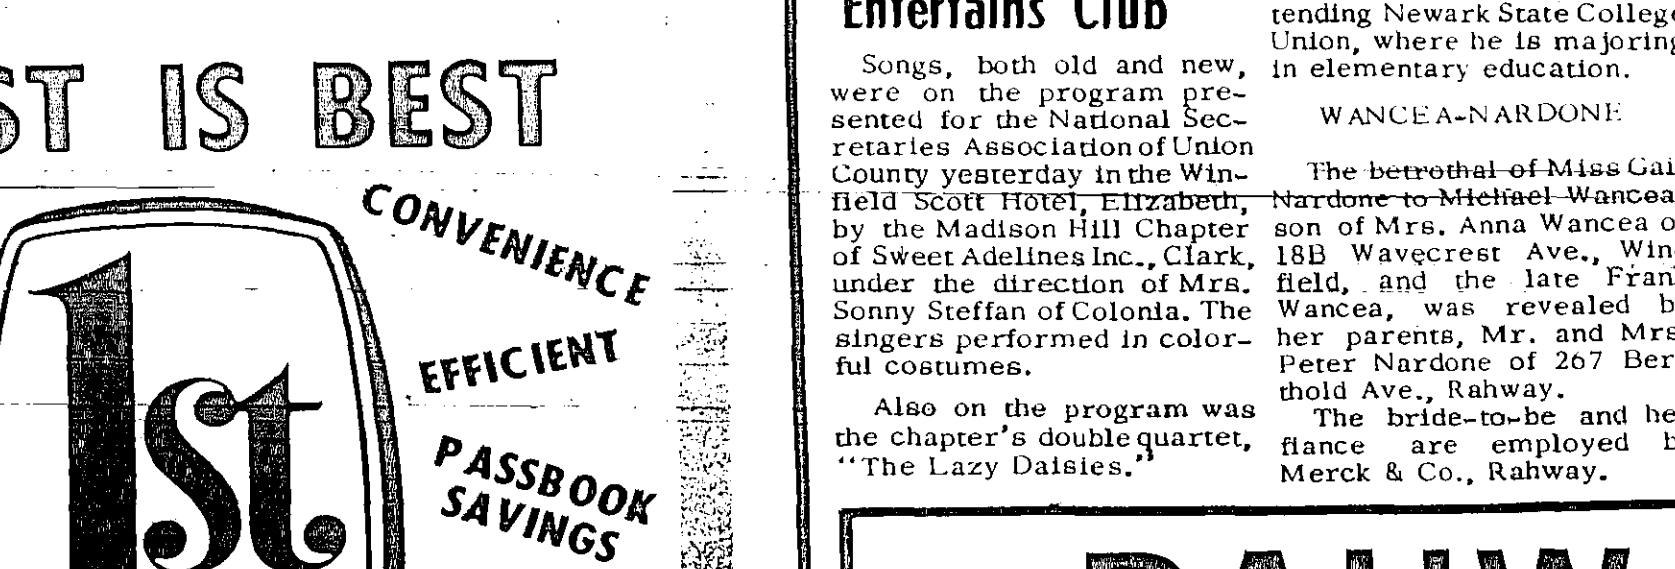 ST IS BEST
CONVENIENCE
EFFICIENT
PASSBOOK
SAVINGS
1st
Entertains Club
Songs, both old and new,
were on the program pre-
sented for the National Sec-
retaries Association of Union
County yesterday in the Win-
field Scott Hotel, Elizabeth,
by the Madison Hill Chapter
of Sweet Adelines Inc., Clark,
under the direction of Mrs.
Sonny Steffan of Colonia. The
singers performed in color-
ful costumes.
Also on the program was
the chapter's double quartet,
"The Lazy Daisies."
tending Newark State College
Union, where he is majoring
in elementary education.
WANCEA-NARDONE
The betrothal of Miss Gai
Nardone to Michael Wancea
son of Mrs. Anna Wancea o
18B Wavecrest Ave., Win-
field, and the late Fran
Wancea, was revealed b
her parents, Mr. and Mrs
Peter Nardone of 267 Ber
thold Ave., Rahway.
The bride-to-be and he
fiance are employed b
Merck & Co., Rahway.